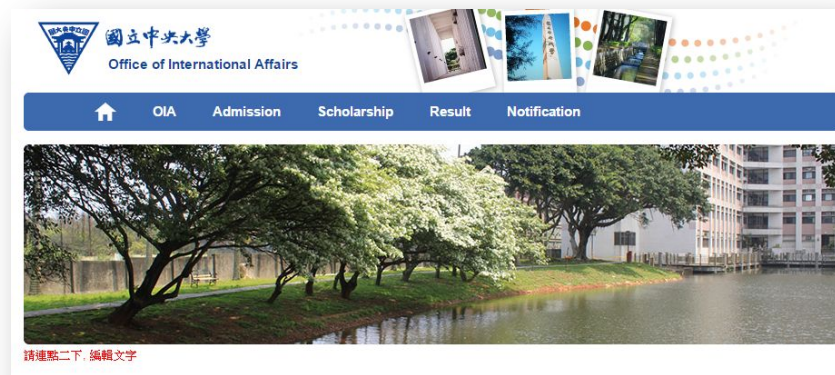 國立中央大學
Office of International Affairs
OIA Admission Scholarship Result Notification
請連點二下, 編輯文字